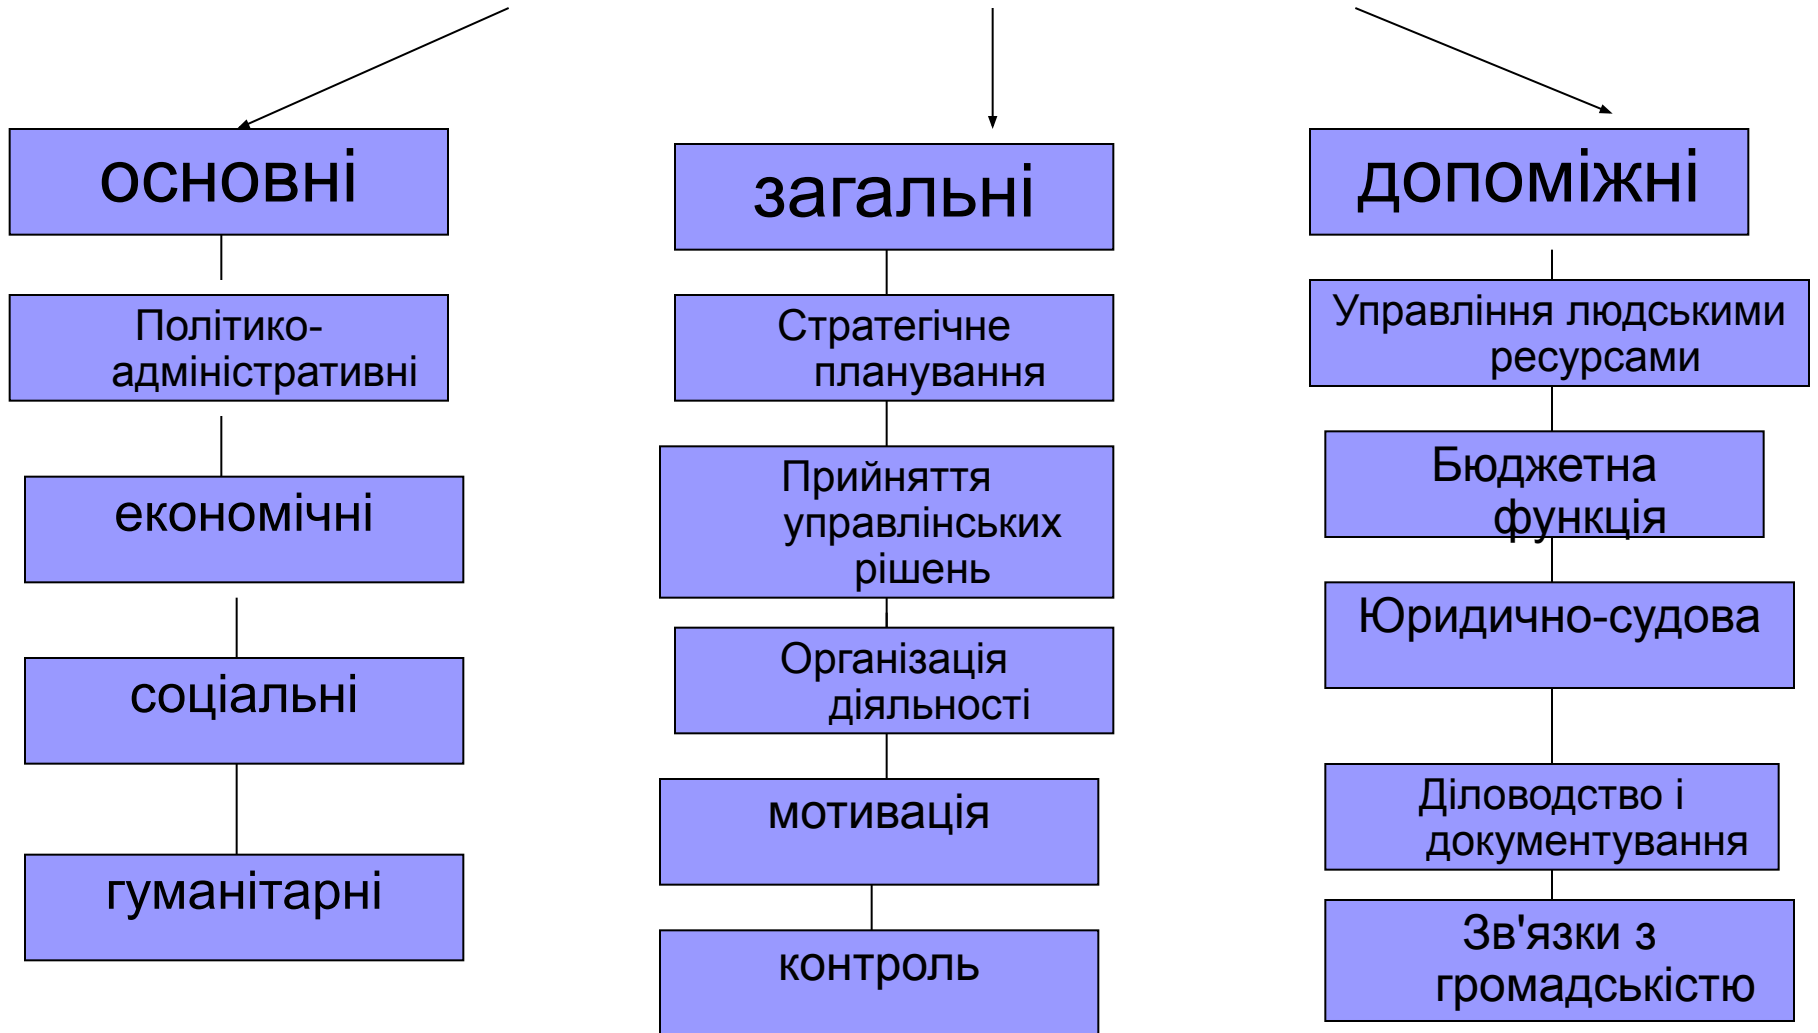 основні
Політико-
адміністративні
економічні
соціальні
гуманітарні
загальні
Стратегічне
планування
Прийняття
управлінських
рішень
Організація
діяльності
мотивація
контроль
допоміжні
Управління людськими
ресурсами
Бюджетна
функція
Юридично-судова
Діловодство і
документування
Зв'язки з
громадськістю